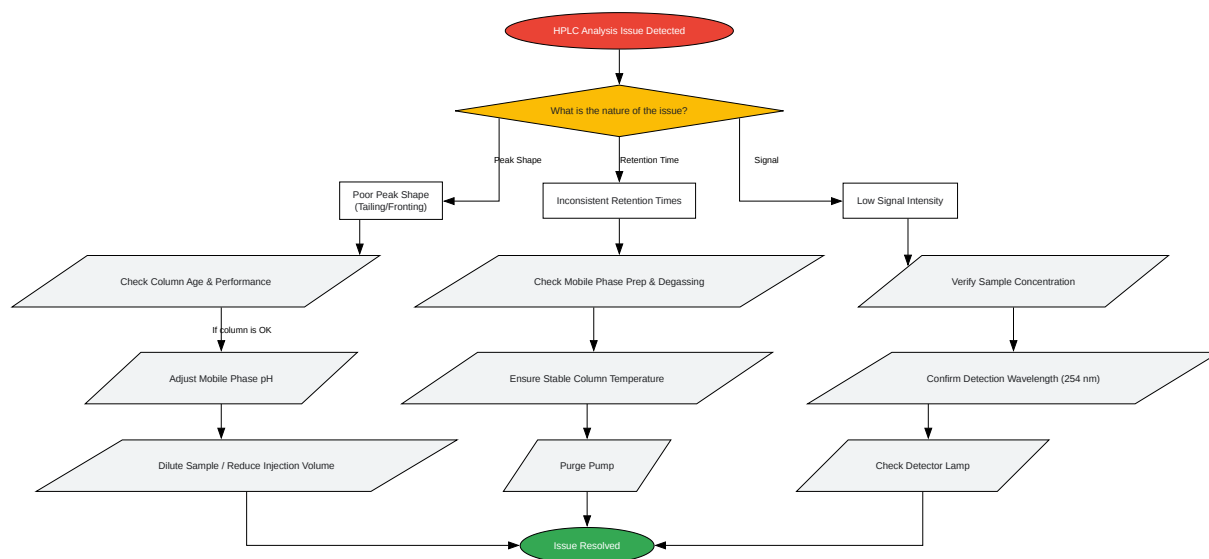 HPLC Analysis Issue Detected
What is the nature of the issue?
Peak Shape
Retention Time
Signal
Poor Peak Shape
(Tailing/Fronting)
Inconsistent Retention Times
Low Signal Intensity
Check Column Age & Performance
Check Mobile Phase Prep & Degassing
Verify Sample Concentration
If column is OK
Adjust Mobile Phase pH
Ensure Stable Column Temperature
Confirm Detection Wavelength (254 nm)
Dilute Sample / Reduce Injection Volume
Purge Pump
Check Detector Lamp
Issue Resolved